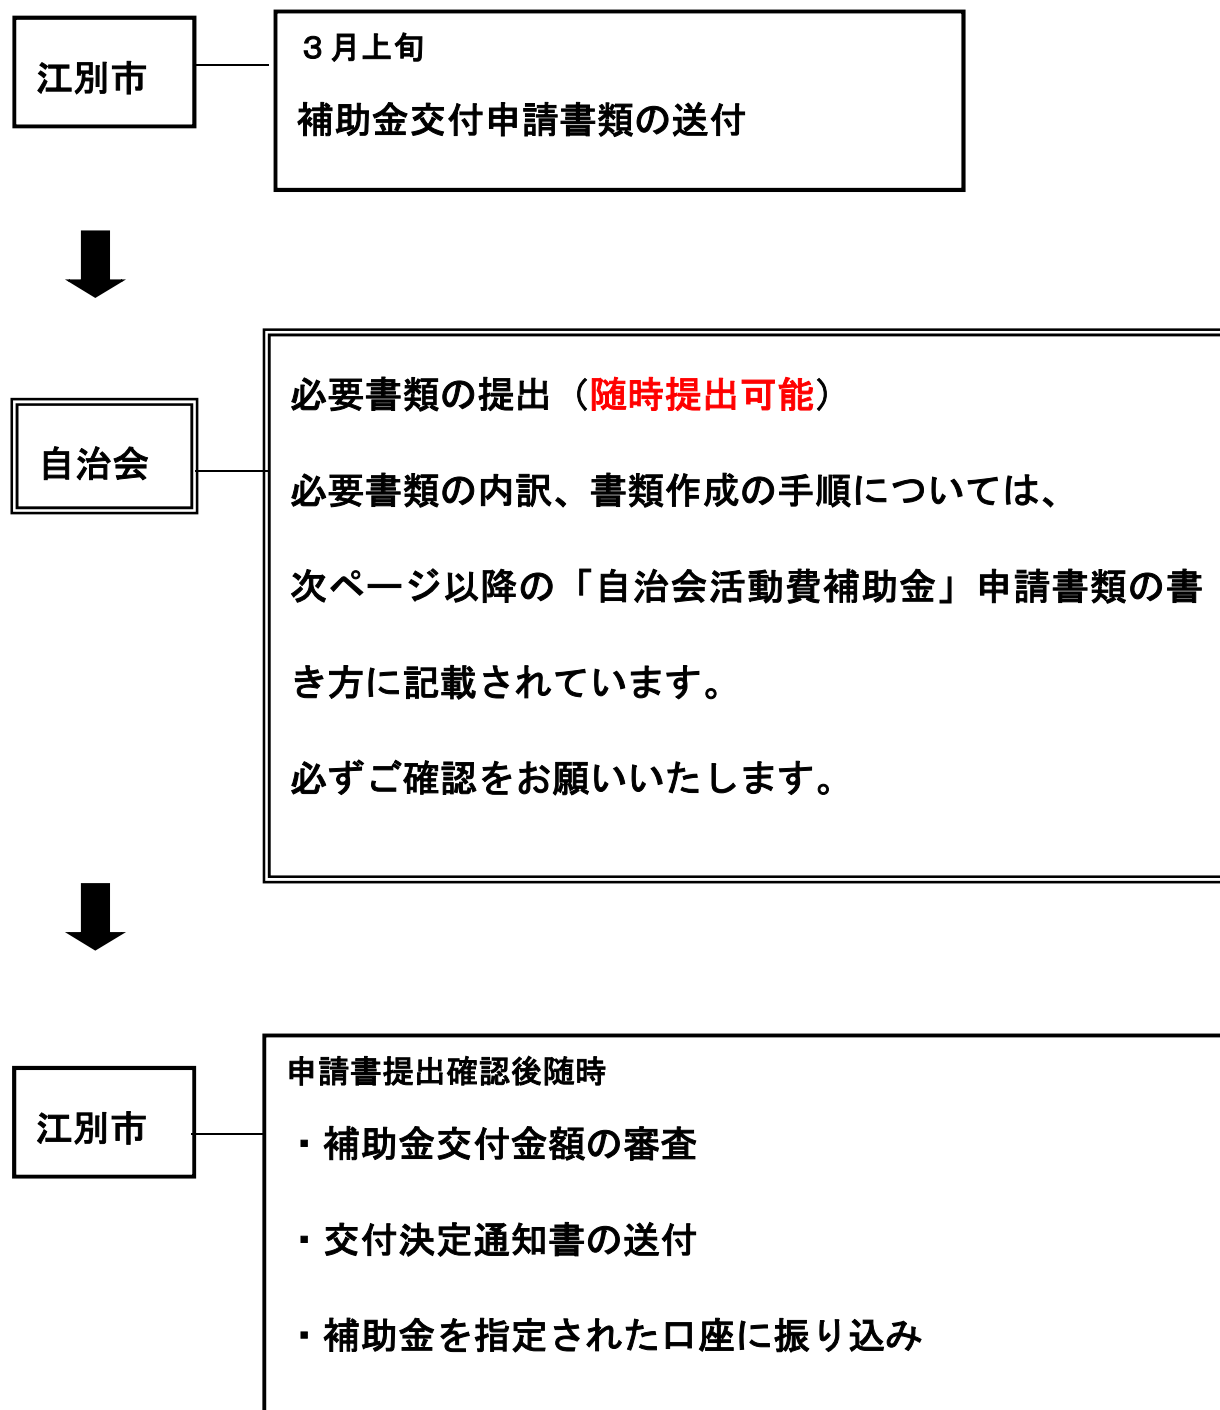 江別市
３月上旬
補助金交付申請書類の送付
自治会
必要書類の提出（随時提出可能）
必要書類の内訳、書類作成の手順については、
次ページ以降の「自治会活動費補助金」申請書類の書
き方に記載されています。
必ずご確認をお願いいたします。
江別市
申請書提出確認後随時
・補助金交付金額の審査
・交付決定通知書の送付
・補助金を指定された口座に振り込み